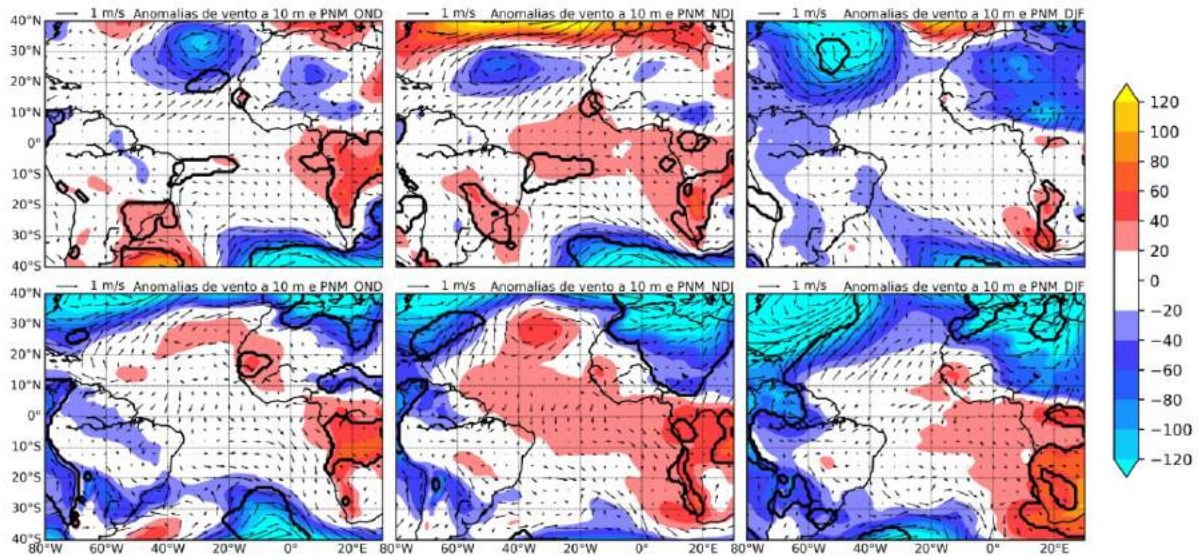 1 m/s Anomalias de vento a 10 m e PNM_OND
1 m/s Anomalias de vento a 10 m e PNM_NDJ
1 m/s Anomalias de vento a 10 m e PNM_DJF
40°N
30°N
20°N
10°N
0°
10°S
20°S
30°S
40°S
120
100
80
60
40
20
0
−20
−40
−60
−80
−100
−120
1 m/s Anomalias de vento a 10 m e PNM_OND
1 m/s Anomalias de vento a 10 m e PNM_NDJ
1 m/s Anomalias de vento a 10 m e PNM_DJF
40°N
30°N
20°N
10°N
0°
10°S
20°S
30°S
40°S
80°W 60°W 40°W 20°W 0° 20°E
80°W 60°W 40°W 20°W 0° 20°E
80°W 60°W 40°W 20°W 0° 20°E